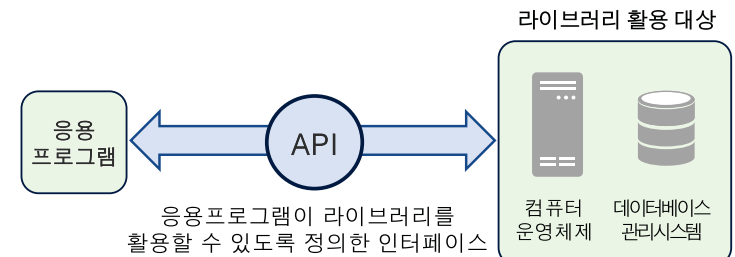 라이브러리 활용 대상
응용
프로그램
API
응용프로그램이 라이브러리를
활용할 수 있도록 정의한 인터페이스
컴퓨터
운영체제
데이터베이스
관리시스템